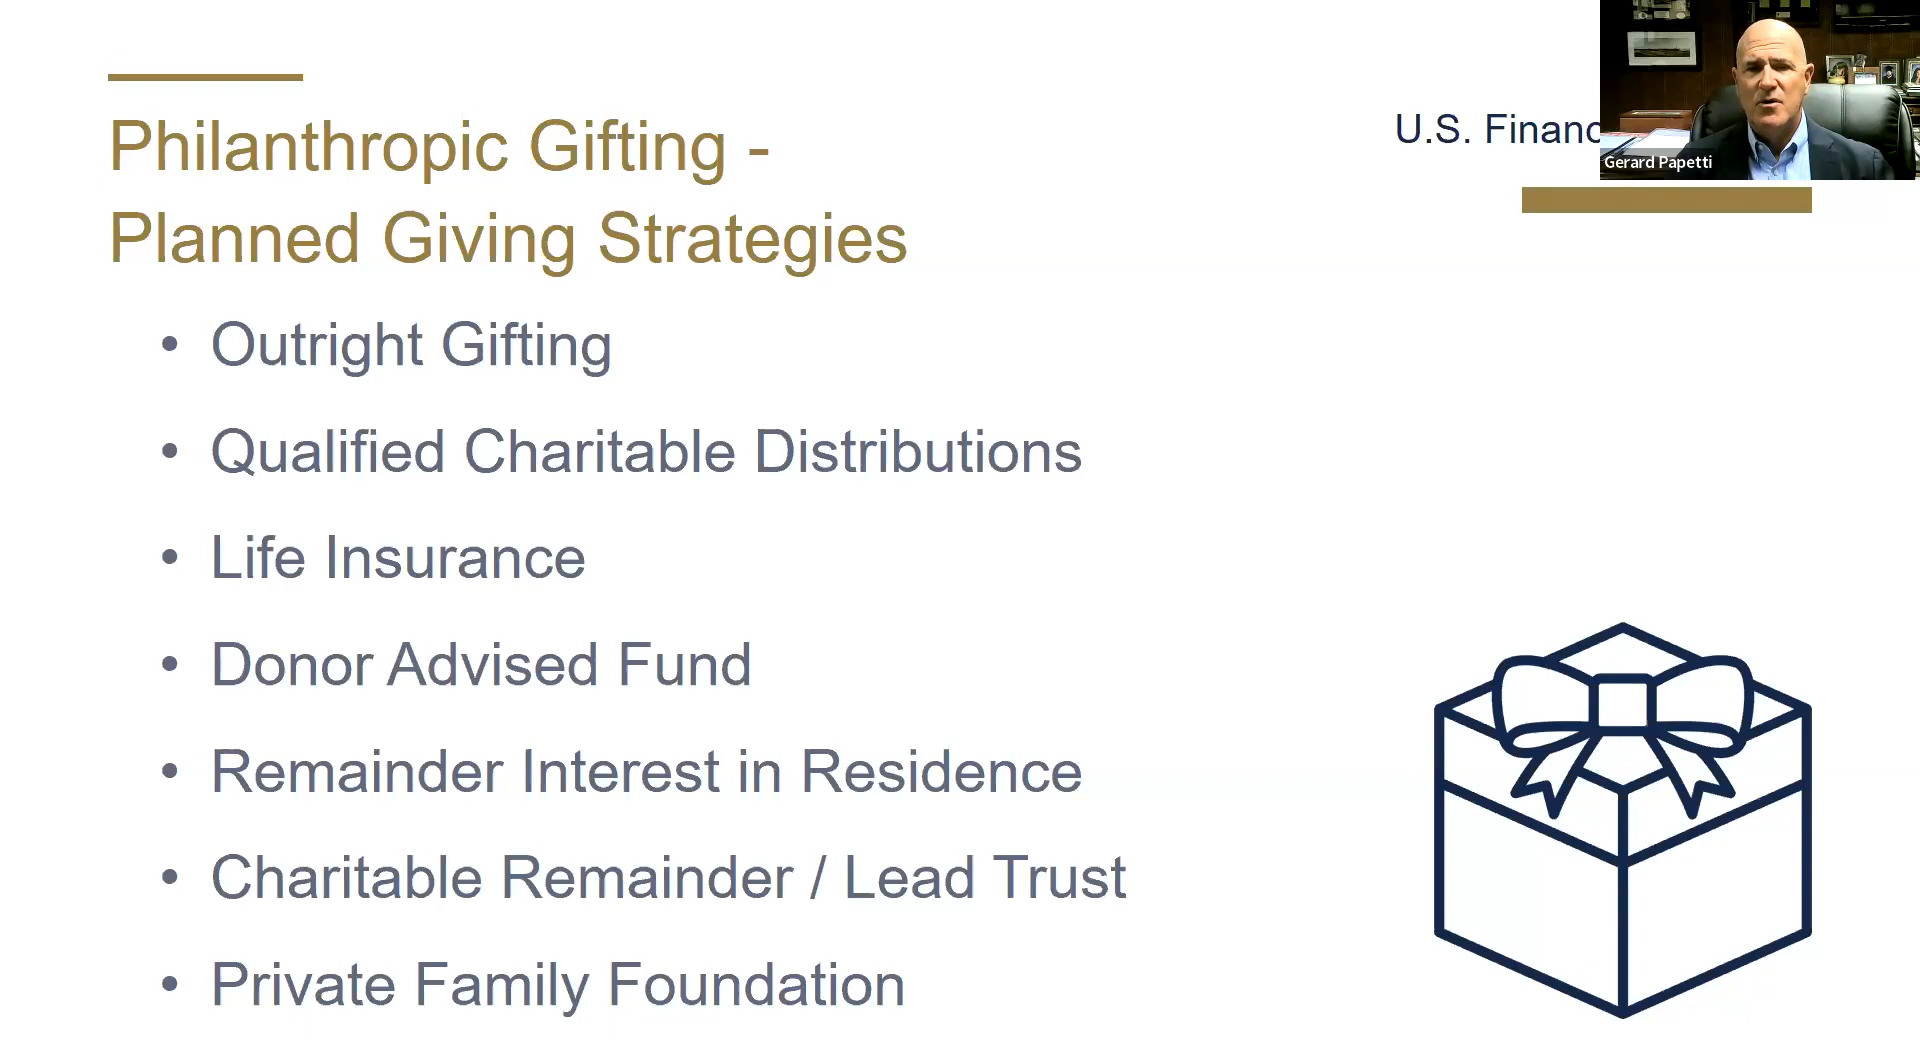 Philanthropic Gifting -
Planned Giving Strategies
U.S. Financ
Gerard Papetti
• Outright Gifting
• Qualified Charitable Distributions
• Life Insurance
• Donor Advised Fund
• Remainder Interest in Residence
• Charitable Remainder / Lead Trust
• Private Family Foundation